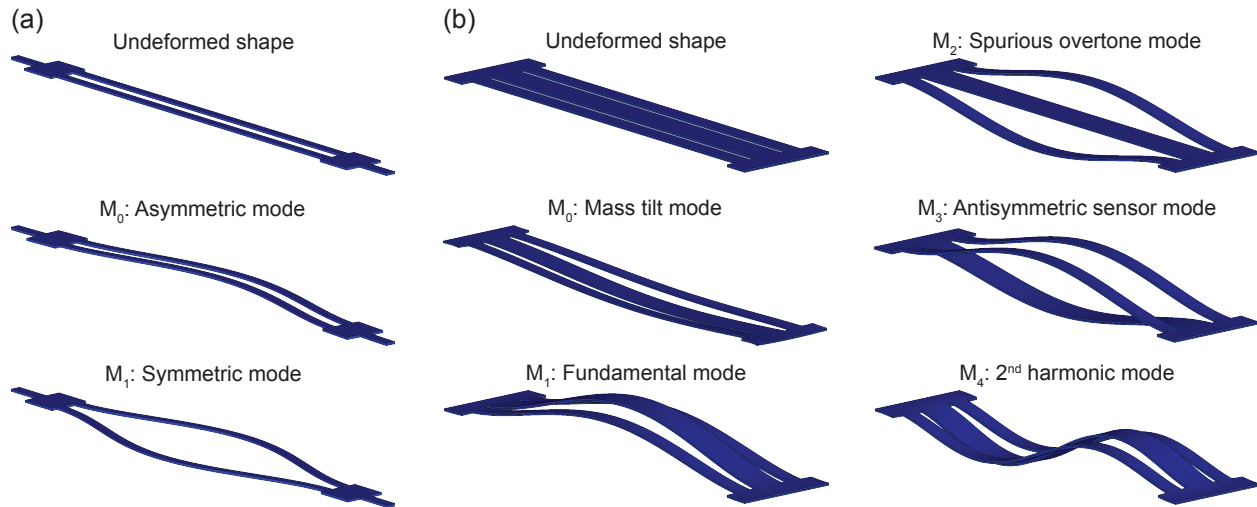 (a)
Undeformed shape
M₀: Asymmetric mode
M₁: Symmetric mode
(b)
Undeformed shape
M₀: Mass tilt mode
M₁: Fundamental mode
M₂: Spurious overtone mode
M₃: Antisymmetric sensor mode
M₄: 2ⁿᵈ harmonic mode